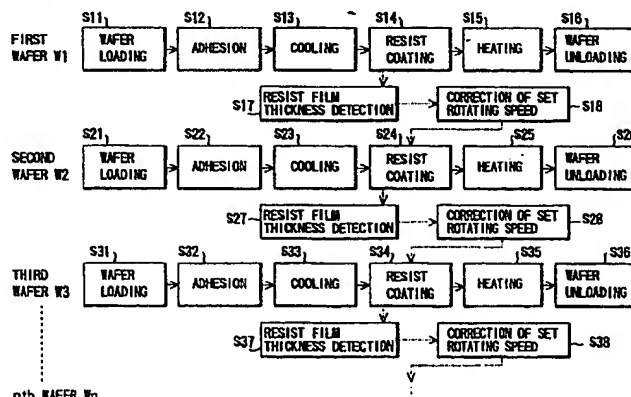 S11 S12 S13 S14 S15 S16
FIRST WAFER W1
WAFER LOADING
ADHESION
COOLING
RESIST COATING
HEATING
WAFER UNLOADING
S17
RESIST FILM THICKNESS DETECTION
CORRECTION OF SET ROTATING SPEED
S18
S21 S22 S23 S24 S25 S26
SECOND WAFER W2
WAFER LOADING
ADHESION
COOLING
RESIST COATING
HEATING
WAFER UNLOADING
S27
RESIST FILM THICKNESS DETECTION
CORRECTION OF SET ROTATING SPEED
S28
S31 S32 S33 S34 S35 S36
THIRD WAFER W3
WAFER LOADING
ADHESION
COOLING
RESIST COATING
HEATING
WAFER UNLOADING
S37
RESIST FILM THICKNESS DETECTION
CORRECTION OF SET ROTATING SPEED
S38
nth WAFER Wn